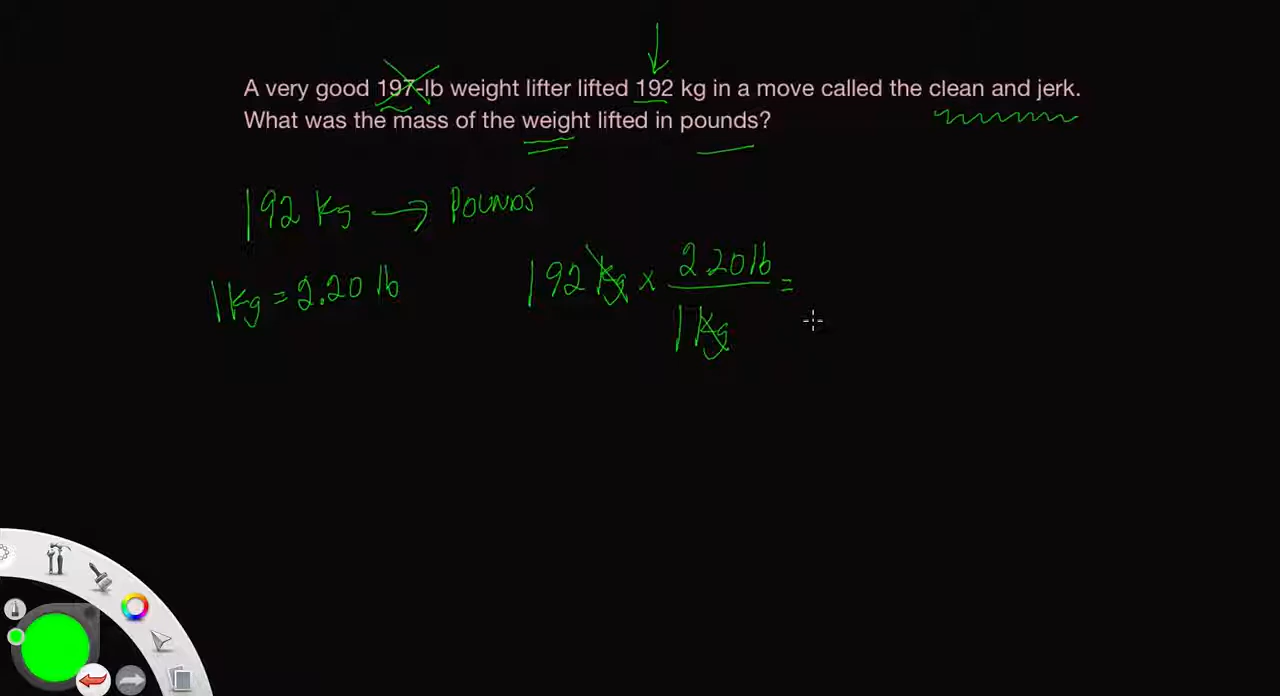 A very good 197-lb weight lifter lifted 192 kg in a move called the clean and jerk.
What was the mass of the weight lifted in pounds?
192 Kg → POUNDS
1 Kg = 2.20 lb
192 kg × 2.20 lb =
1 Kg